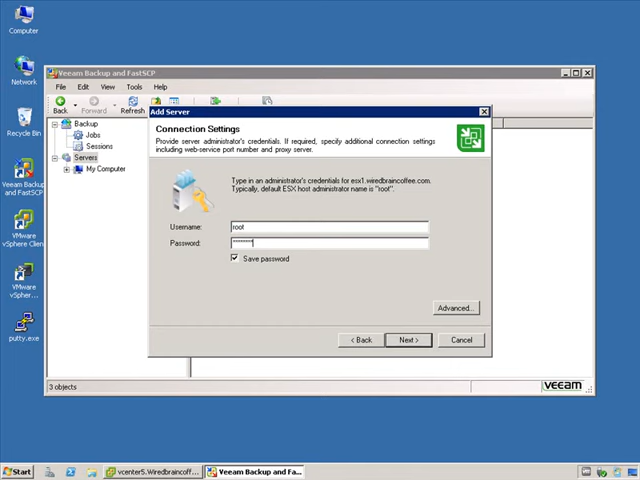 Computer
Network
Recycle Bin
Veeam Backup
and FastSCP
VMware
vSphere Client
VMware
vSpher...
putty.exe
Veeam Backup and FastSCP
File Edit View Tools Help
Back Forward Refresh
Backup
Jobs
Sessions
Servers
My Computer
Add Server
Connection Settings
Provide server administrator's credentials. If required, specify additional connection settings
including web-service port number and proxy server.
Type in an administrator's credentials for esx1.wiredbraincoffee.com.
Typically, default ESX host administrator name is "root".
Username: root
Password: ********
Save password
Advanced...
< Back Next > Cancel
3 objects
veeam
Start
vcenter5.Wiredbraincoff...
Veeam Backup and Fa...